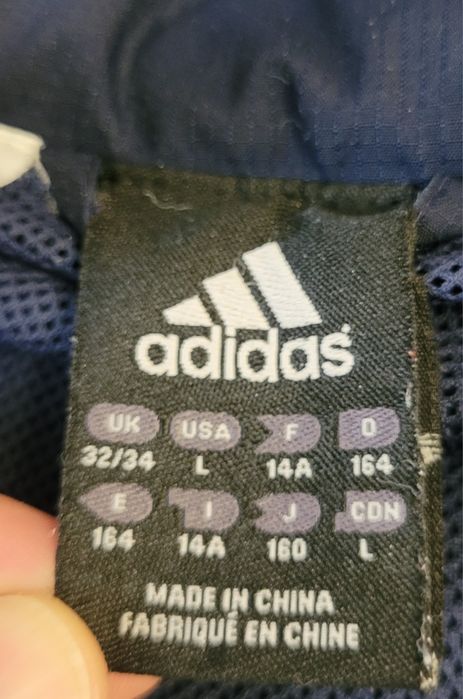 adidas
UK USA F D
32/34 L 14A 164
E I J CDN
164 14A 160 L
MADE IN CHINA
FABRIQUÉ EN CHINE